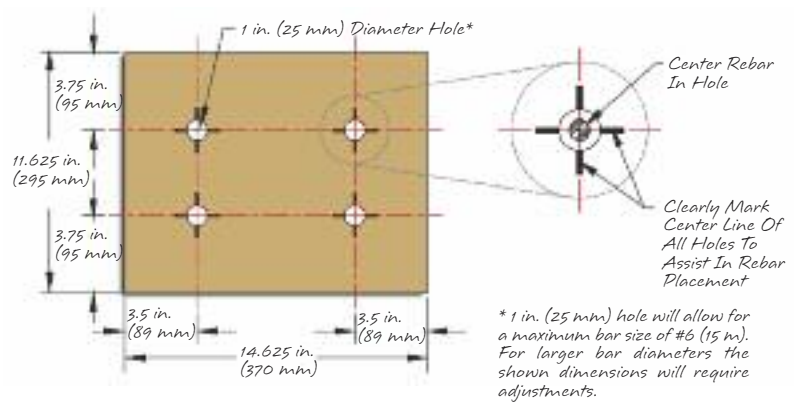 1 in. (25 mm) Diameter Hole*
3.75 in.
(95 mm)
11.625 in.
(295 mm)
3.75 in.
(95 mm)
3.5 in.
(89 mm)
3.5 in.
(89 mm)
14.625 in.
(370 mm)
Center Rebar
In Hole
Clearly Mark
Center Line Of
All Holes To
Assist In Rebar
Placement
* 1 in. (25 mm) hole will allow for
a maximum bar size of #6 (15 m).
For larger bar diameters the
shown dimensions will require
adjustments.